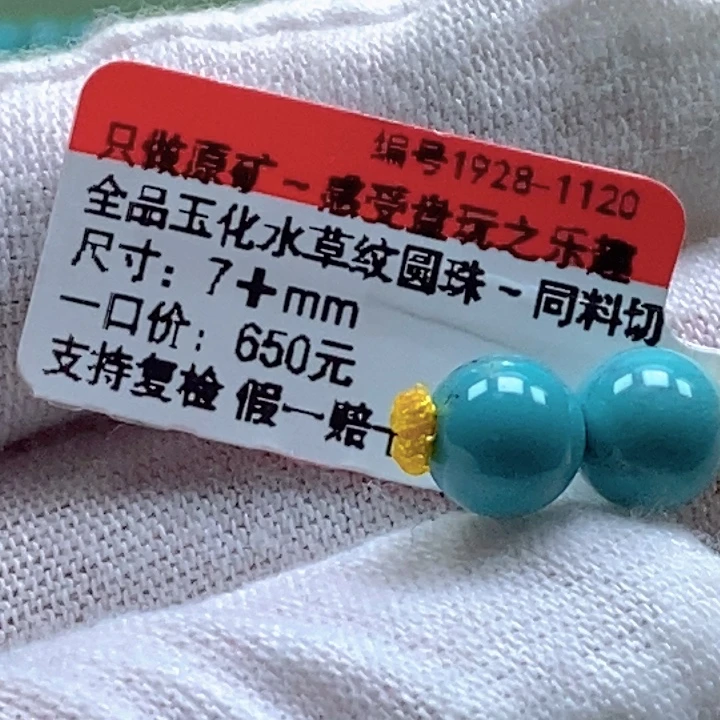 编号1928-1120
只做原矿~感受盘玩之乐趣
全品玉化水草纹圆珠~同料切
尺寸：7+mm
一口价：650元
支持复检 假一赔十